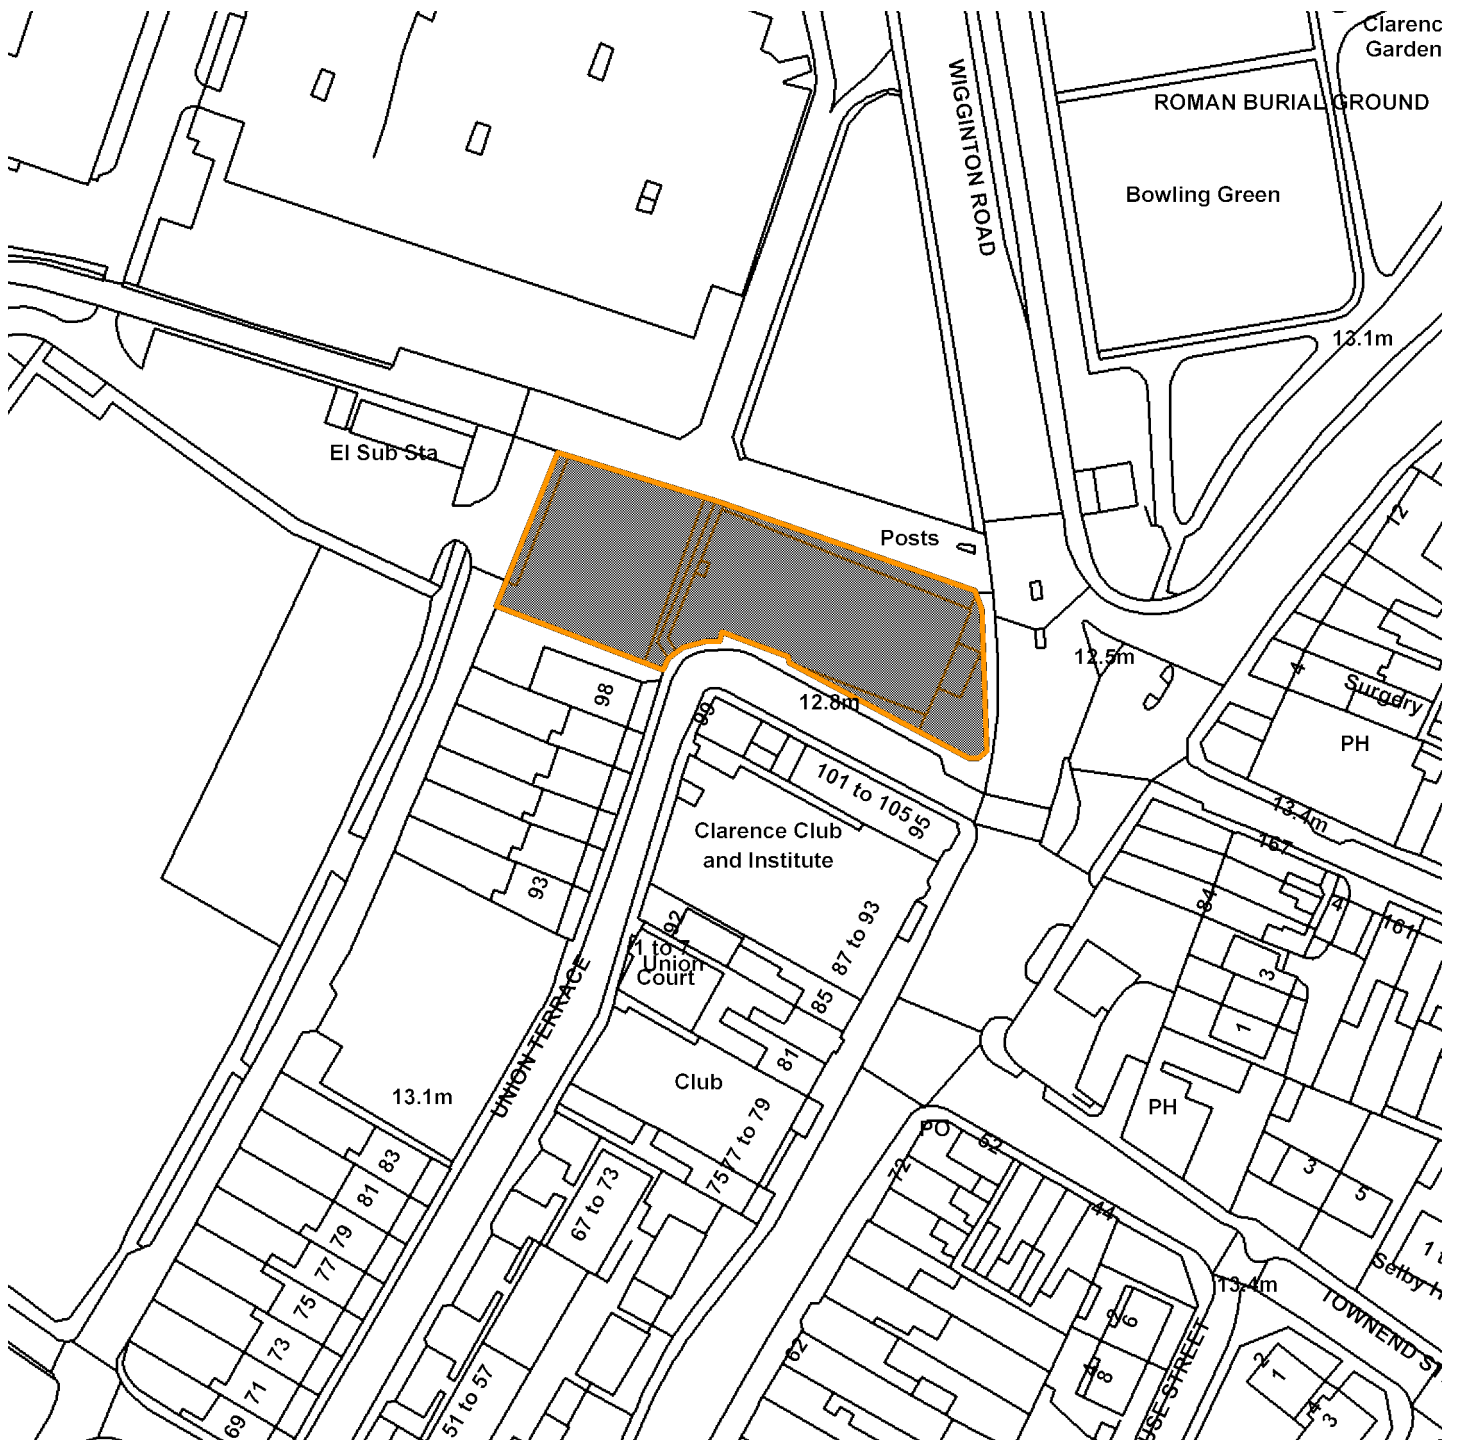 Clarenc
Garden
WIGGINTON ROAD
ROMAN BURIAL GROUND
Bowling Green
13.1m
El Sub Sta
Posts
12
12.5m
4
Surgery
PH
98
99
12.8m
101 to 105
95
13.4m
167
Clarence Club
and Institute
93
92
87 to 93
84
4
161
1 to 7
Union
Court
3
85
1
UNION TERRACE
81
Club
13.1m
77 to 79
75
PH
PO
52
72
83
81
79
77
75
73
71
69
67 to 73
44
3
5
Selby H
13.4m
TOWNEND ST
2
6
4
8
62
51 to 57
USE STREET
2
1
4
3